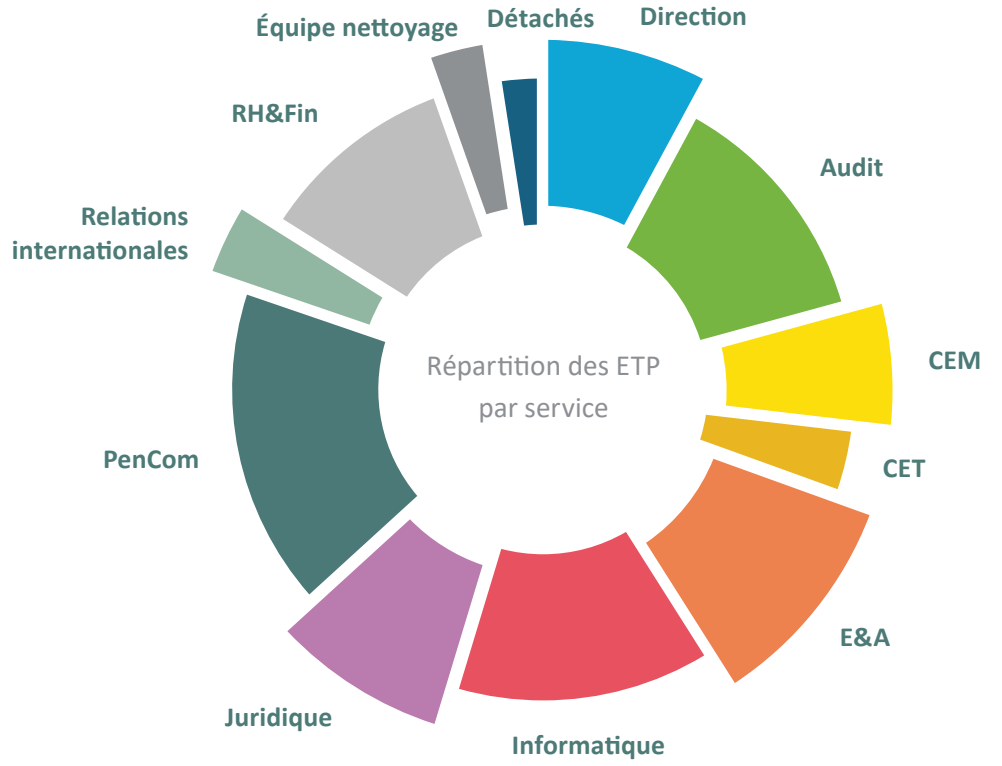 Équipe nettoyage
Détachés
Direction
RH&Fin
Audit
Relations
internationales
CEM
Répartition des ETP
par service
PenCom
CET
E&A
Juridique
Informatique